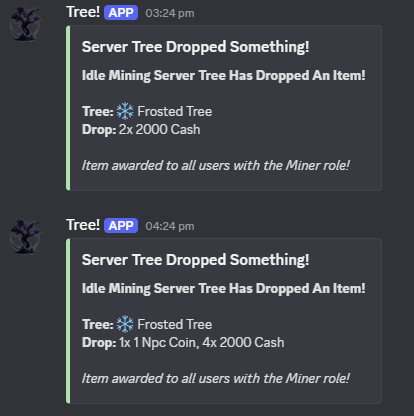 Tree! APP 03:24 pm
Server Tree Dropped Something!
Idle Mining Server Tree Has Dropped An Item!
Tree: ❄️ Frosted Tree
Drop: 2x 2000 Cash
Item awarded to all users with the Miner role!
Tree! APP 04:24 pm
Server Tree Dropped Something!
Idle Mining Server Tree Has Dropped An Item!
Tree: ❄️ Frosted Tree
Drop: 1x 1 Npc Coin, 4x 2000 Cash
Item awarded to all users with the Miner role!